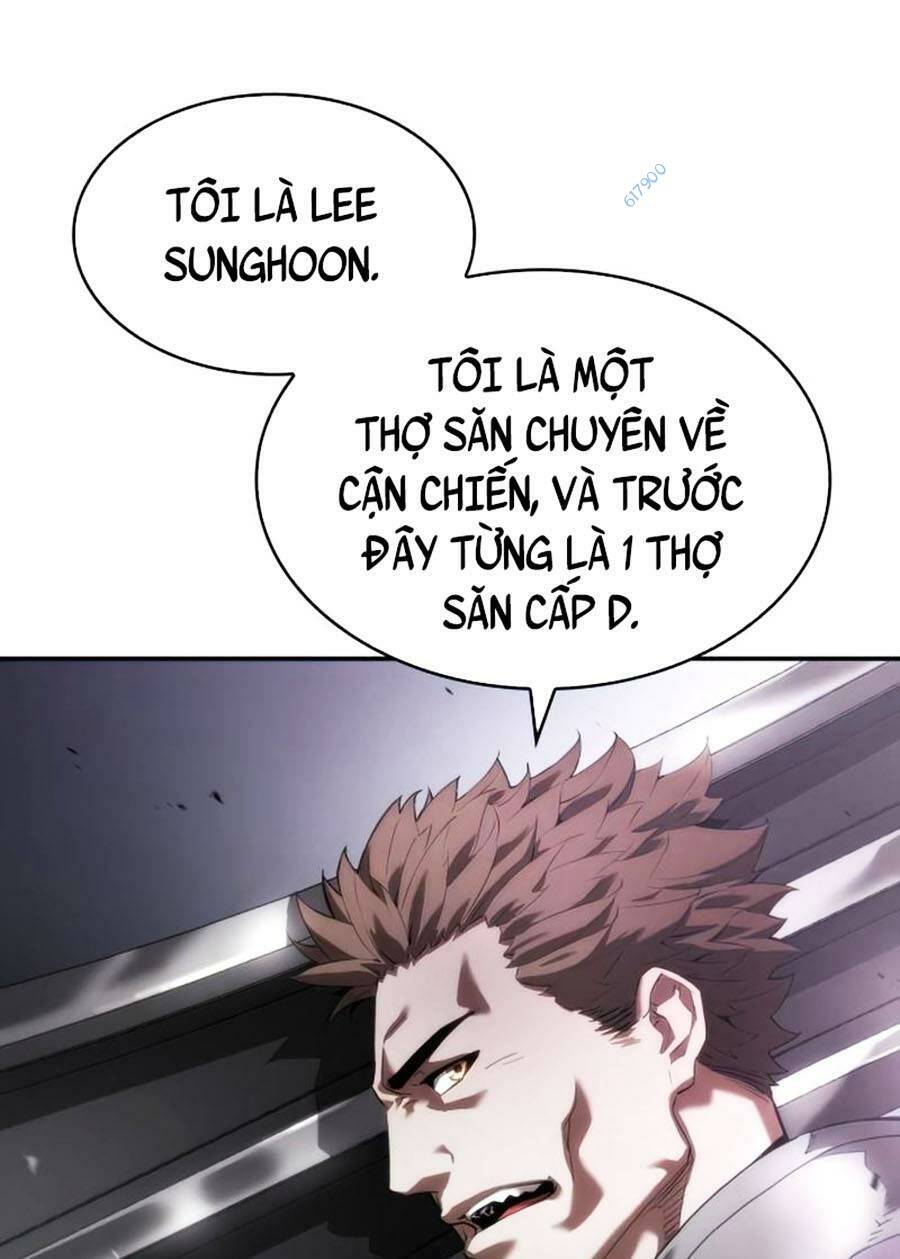 617900
TÔI LÀ LEE
SUNGHOON.
TÔI LÀ MỘT
THỢ SĂN CHUYÊN VỀ
CẬN CHIẾN, VÀ TRƯỚC
ĐÂY TỪNG LÀ 1 THỢ
SĂN CẤP D.